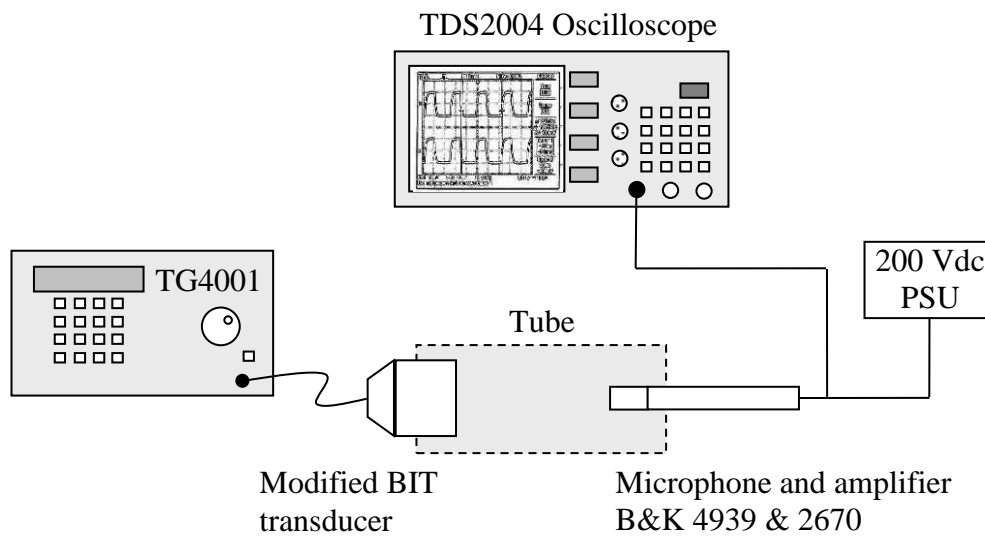 TDS2004 Oscilloscope
TG4001
200 Vdc
PSU
Tube
Modified BIT
transducer
Microphone and amplifier
B&K 4939 & 2670